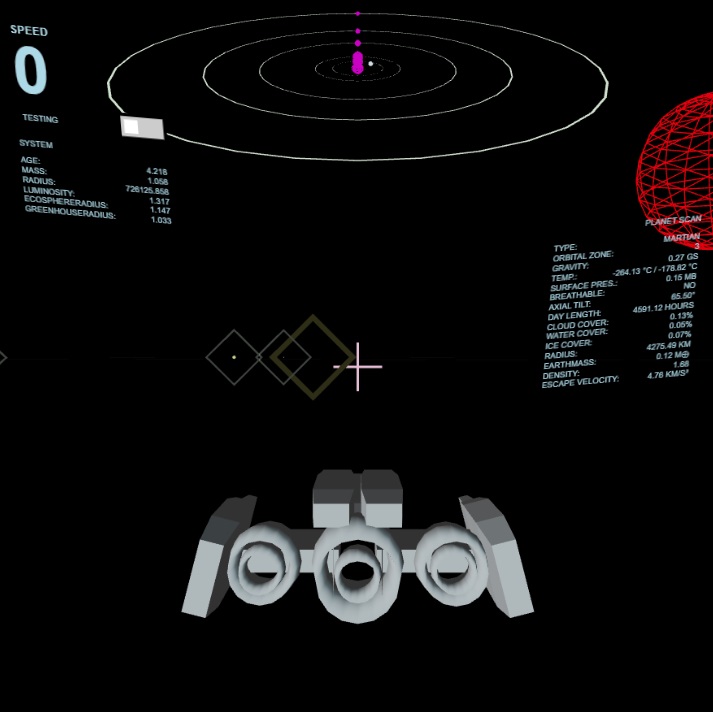 SPEED
0
TESTING
SYSTEM
AGE: 4.218
MASS: 1.058
RADIUS: 726125.858
LUMINOSITY: 1.317
ECOSPHERERADIUS: 1.147
GREENHOUSERADIUS: 1.033
PLANET SCAN
TYPE: MARTIAN
ORBITAL ZONE: 3
GRAVITY: 0.27 GS
TEMP.: -264.13 °C / -178.82 °C
SURFACE PRES.: 0.15 MB
BREATHABLE: NO
AXIAL TILT: 65.50°
DAY LENGTH: 4591.12 HOURS
CLOUD COVER: 0.13%
WATER COVER: 0.05%
ICE COVER: 0.07%
RADIUS: 4275.49 KM
EARTHMASS: 0.12 M⊕
DENSITY: 1.68
ESCAPE VELOCITY: 4.76 KM/S²